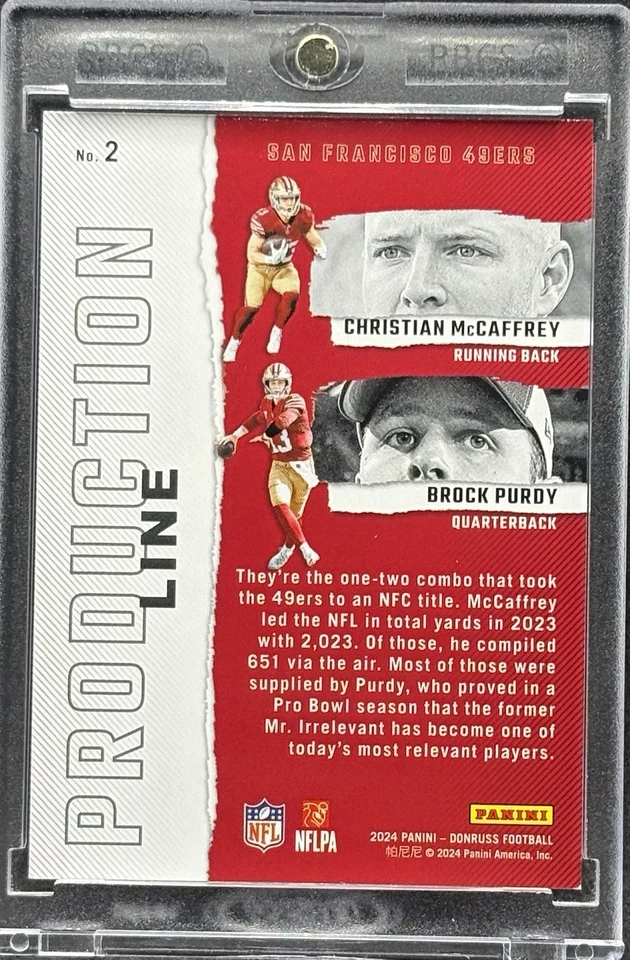 No. 2
SAN FRANCISCO 49ERS
PRODUCTION
LINE
CHRISTIAN McCAFFREY
RUNNING BACK
BROCK PURDY
QUARTERBACK
They're the one-two combo that took
the 49ers to an NFC title. McCaffrey
led the NFL in total yards in 2023
with 2,023. Of those, he compiled
651 via the air. Most of those were
supplied by Purdy, who proved in a
Pro Bowl season that the former
Mr. Irrelevant has become one of
today's most relevant players.
NFL
NFLPA
PANINI
2024 PANINI – DONRUSS FOOTBALL
帕尼尼 © 2024 Panini America, Inc.